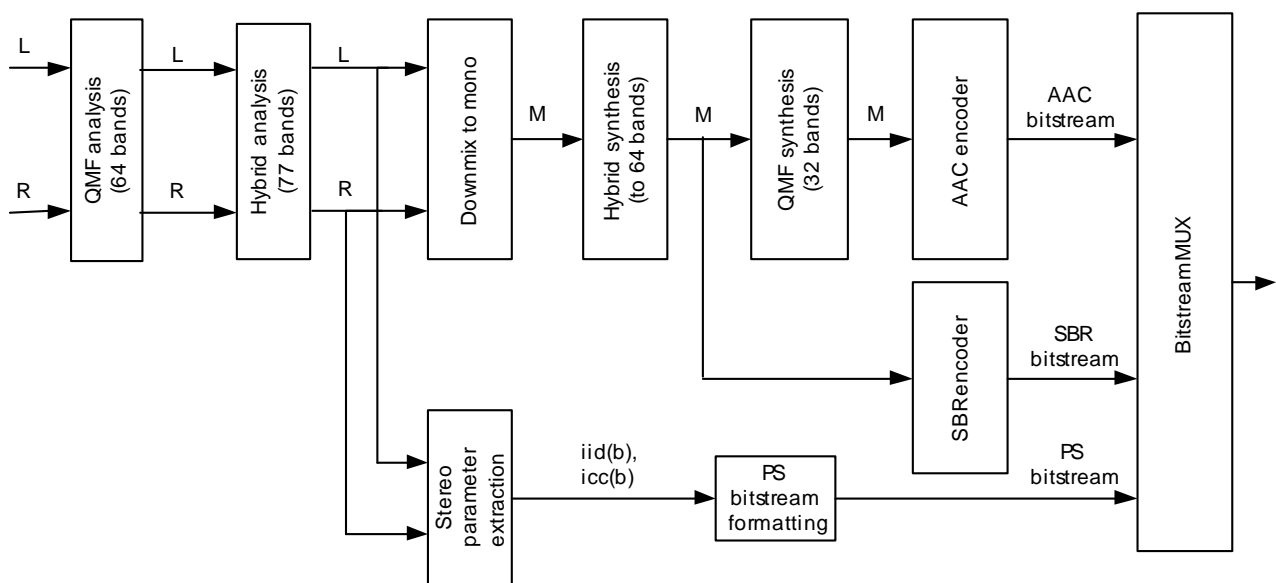 L
R
QMF analysis
(64 bands)
L
R
Hybrid analysis
(77 bands)
L
R
Downmix to mono
M
Hybrid synthesis
(to 64 bands)
M
QMF synthesis
(32 bands)
M
AAC encoder
AAC
bitstream
BitstreamMUX
SBRencoder
SBR
bitstream
Stereo
parameter
extraction
iid(b),
icc(b)
PS
bitstream
formatting
PS
bitstream